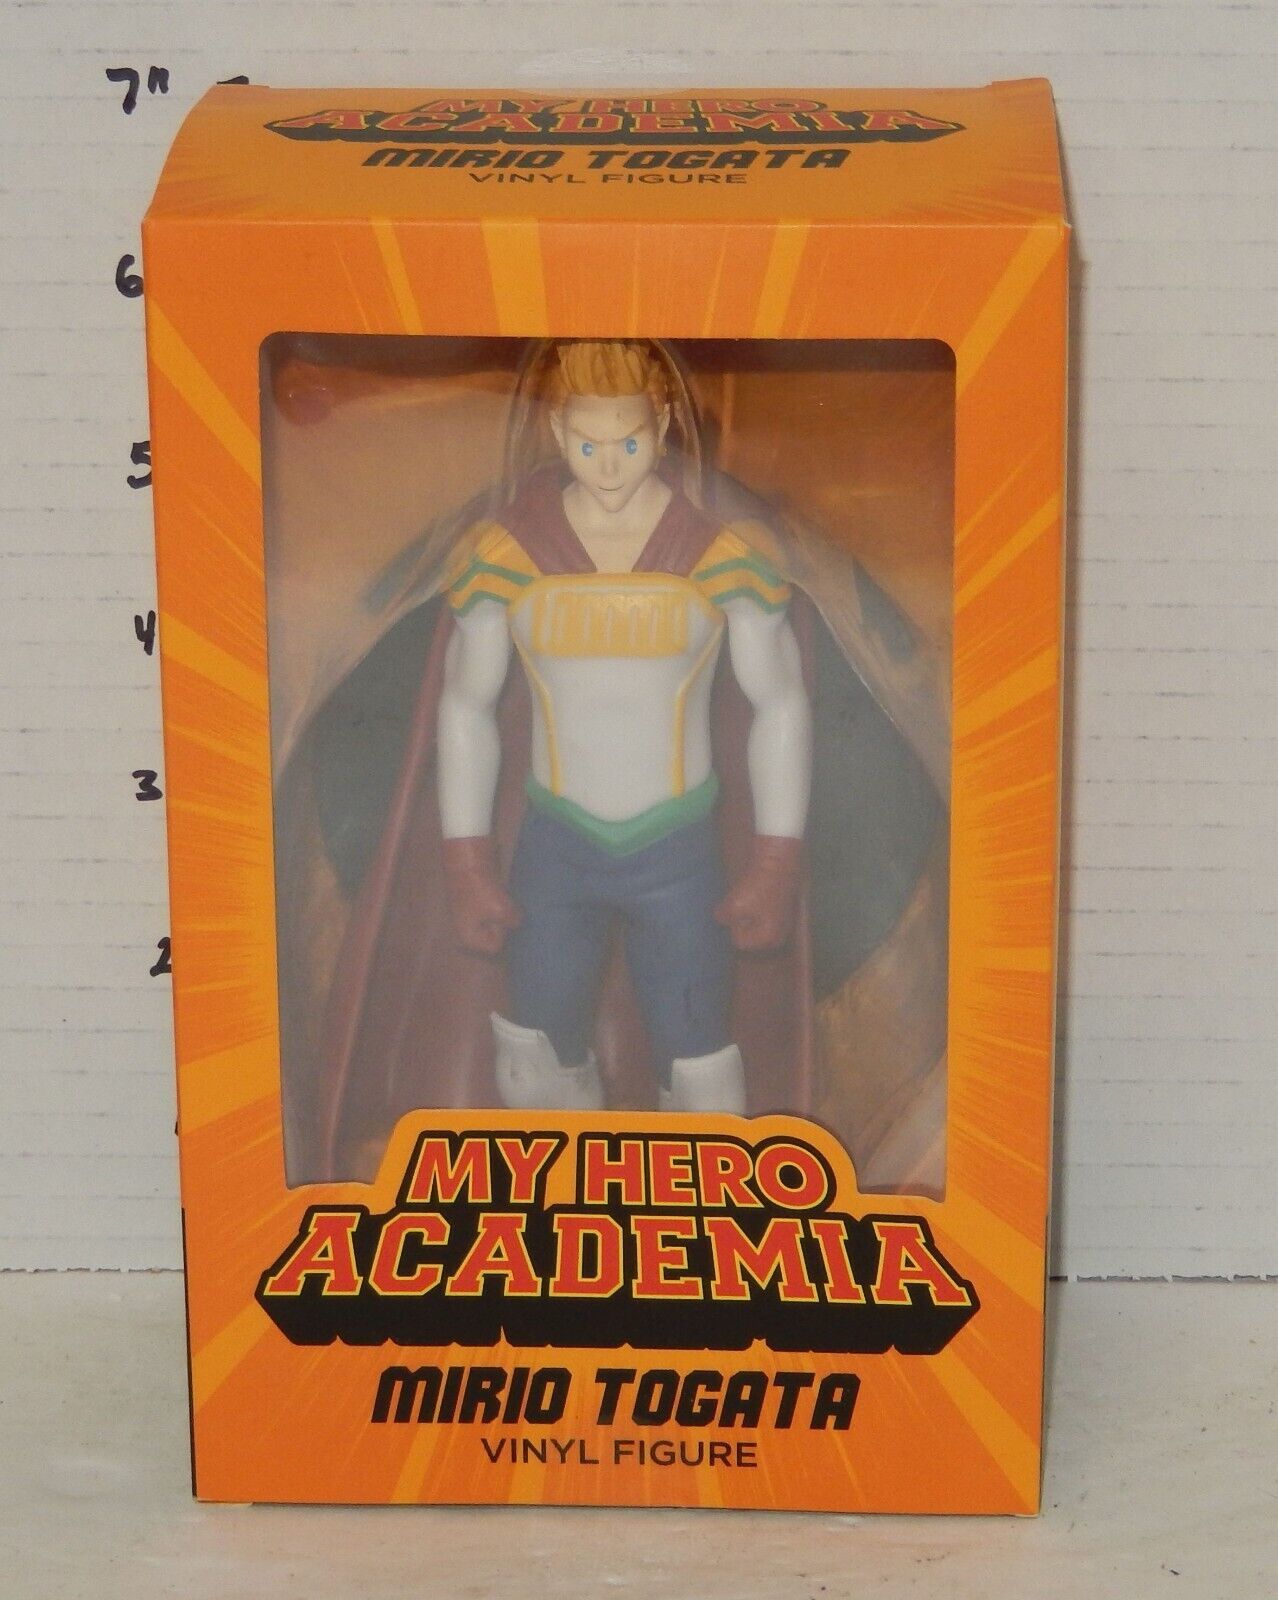 7"
MY HERO
ACADEMIA
MIRIO TOGATA
VINYL FIGURE
6
5
4
3
2
MY HERO
ACADEMIA
MIRIO TOGATA
VINYL FIGURE